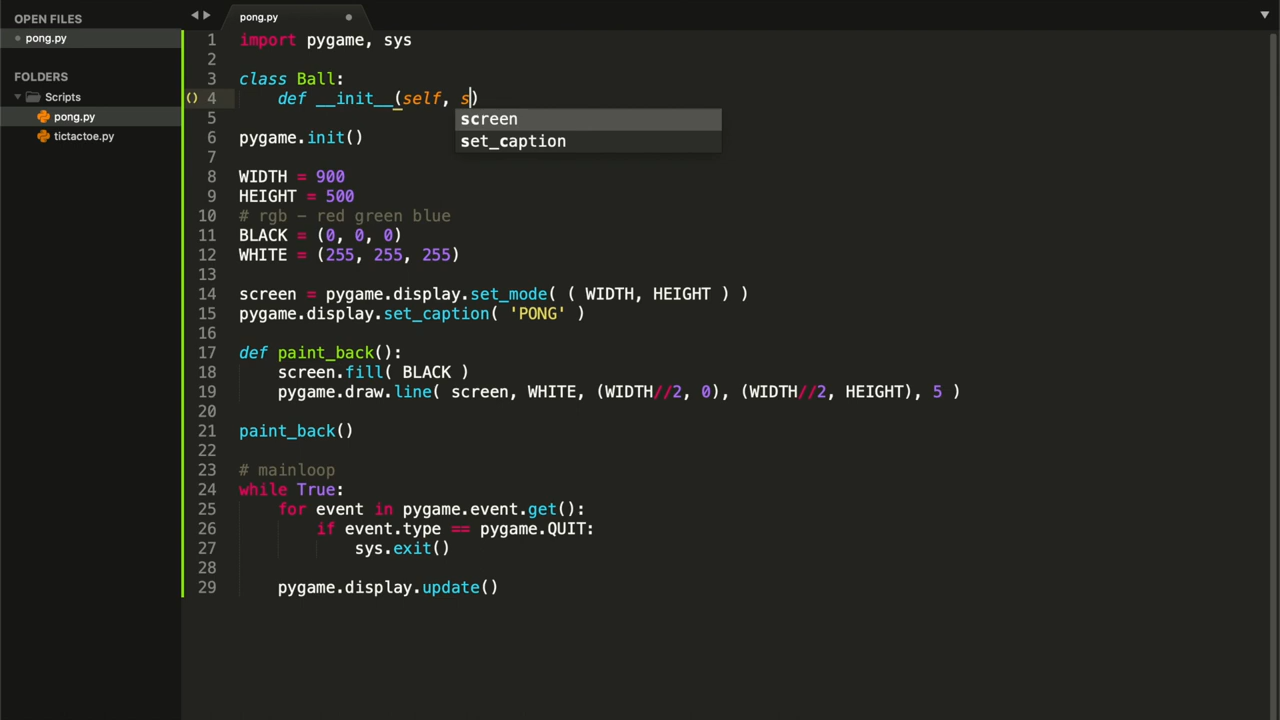 OPEN FILES
pong.py
FOLDERS
Scripts
pong.py
tictactoe.py
pong.py
1 import pygame, sys
2
3 class Ball:
() 4 def __init__(self, s)
screen
set_caption
5
6 pygame.init()
7
8 WIDTH = 900
9 HEIGHT = 500
10 # rgb - red green blue
11 BLACK = (0, 0, 0)
12 WHITE = (255, 255, 255)
13
14 screen = pygame.display.set_mode( ( WIDTH, HEIGHT ) )
15 pygame.display.set_caption( 'PONG' )
16
17 def paint_back():
18 screen.fill( BLACK )
19 pygame.draw.line( screen, WHITE, (WIDTH//2, 0), (WIDTH//2, HEIGHT), 5 )
20
21 paint_back()
22
23 # mainloop
24 while True:
25 for event in pygame.event.get():
26 if event.type == pygame.QUIT:
27 sys.exit()
28
29 pygame.display.update()